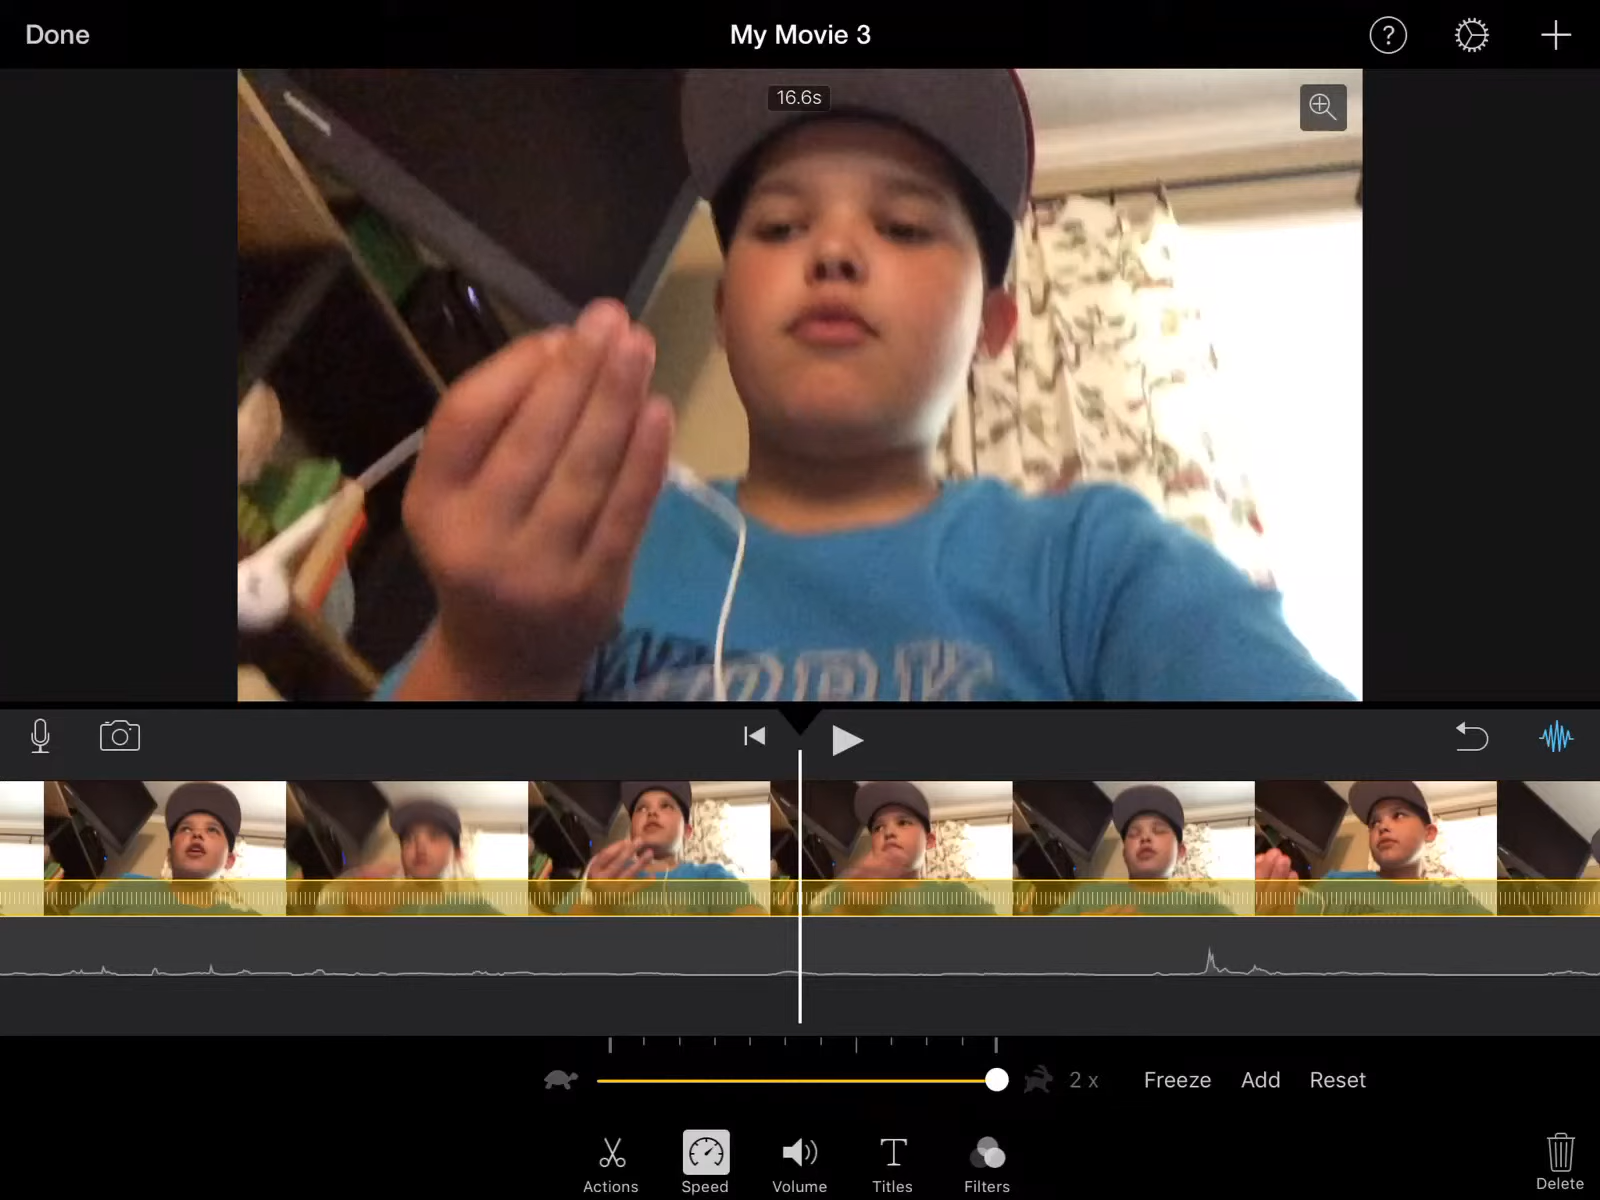 Done
My Movie 3
?
16.6s
2 x
Freeze
Add
Reset
Actions
Speed
T
Volume
Titles
Filters
Delete